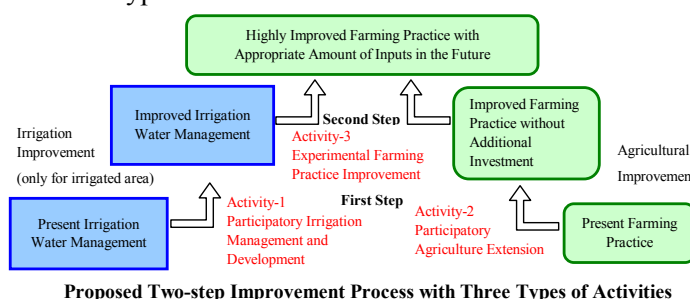 Highly Improved Farming Practice with
Appropriate Amount of Inputs in the Future
Improved Irrigation
Water Management
Second Step
Improved Farming
Practice without
Additional
Investment
Irrigation
Improvement
(only for irrigated area)
Activity-3
Experimental Farming
Practice Improvement
Agricultural
Improvement
First Step
Present Irrigation
Water Management
Activity-1
Participatory Irrigation
Management and
Development
Activity-2
Participatory
Agriculture Extension
Present Farming
Practice
Proposed Two-step Improvement Process with Three Types of Activities